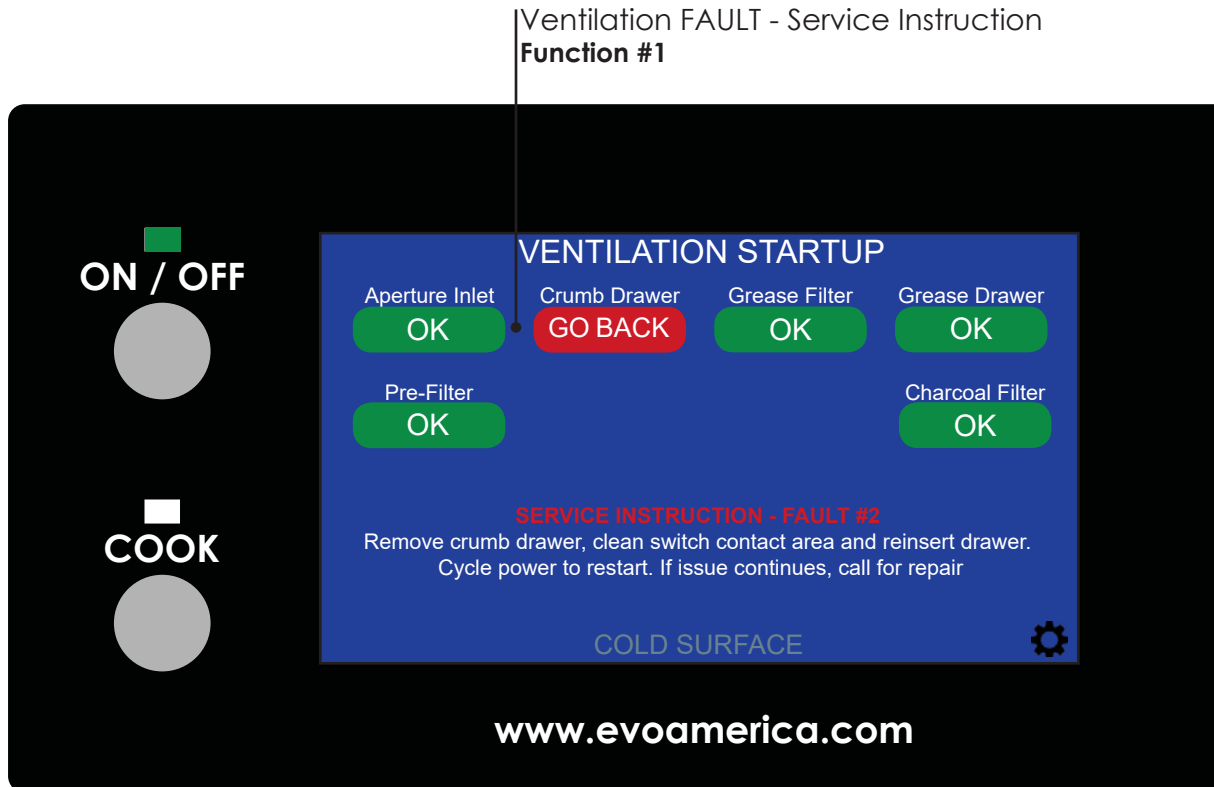 Ventilation FAULT - Service Instruction
Function #1
ON / OFF
VENTILATION STARTUP
Aperture Inlet Crumb Drawer Grease Filter Grease Drawer
OK GO BACK OK OK
Pre-Filter Charcoal Filter
OK OK
COOK
SERVICE INSTRUCTION - FAULT #2
Remove crumb drawer, clean switch contact area and reinsert drawer.
Cycle power to restart. If issue continues, call for repair
COLD SURFACE
www.evoamerica.com